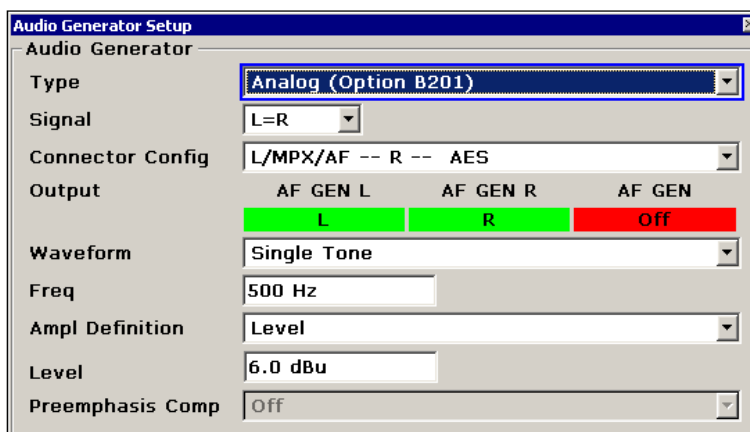 Audio Generator Setup
Audio Generator
Type Analog (Option B201)
Signal L=R
Connector Config L/MPX/AF -- R -- AES
Output AF GEN L AF GEN R AF GEN
L R Off
Waveform Single Tone
Freq 500 Hz
Ampl Definition Level
Level 6.0 dBu
Preemphasis Comp Off